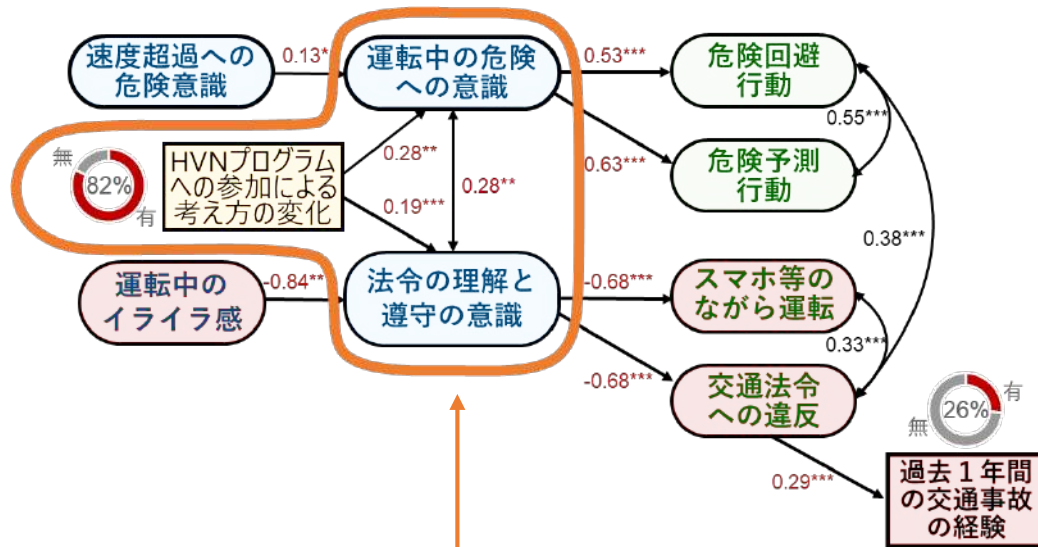 速度超過への
危険意識
0.13*
運転中の危険
への意識
0.53***
危険回避
行動
0.55***
無
82%
有
HVNプログラム
への参加による
考え方の変化
0.28**
0.19***
0.28**
0.63***
危険予測
行動
0.38***
運転中の
イライラ感
-0.84**
法令の理解と
遵守の意識
-0.68***
スマホ等の
ながら運転
0.33***
-0.68***
交通法令
への違反
無
26%
有
0.29***
過去１年間
の交通事故
の経験